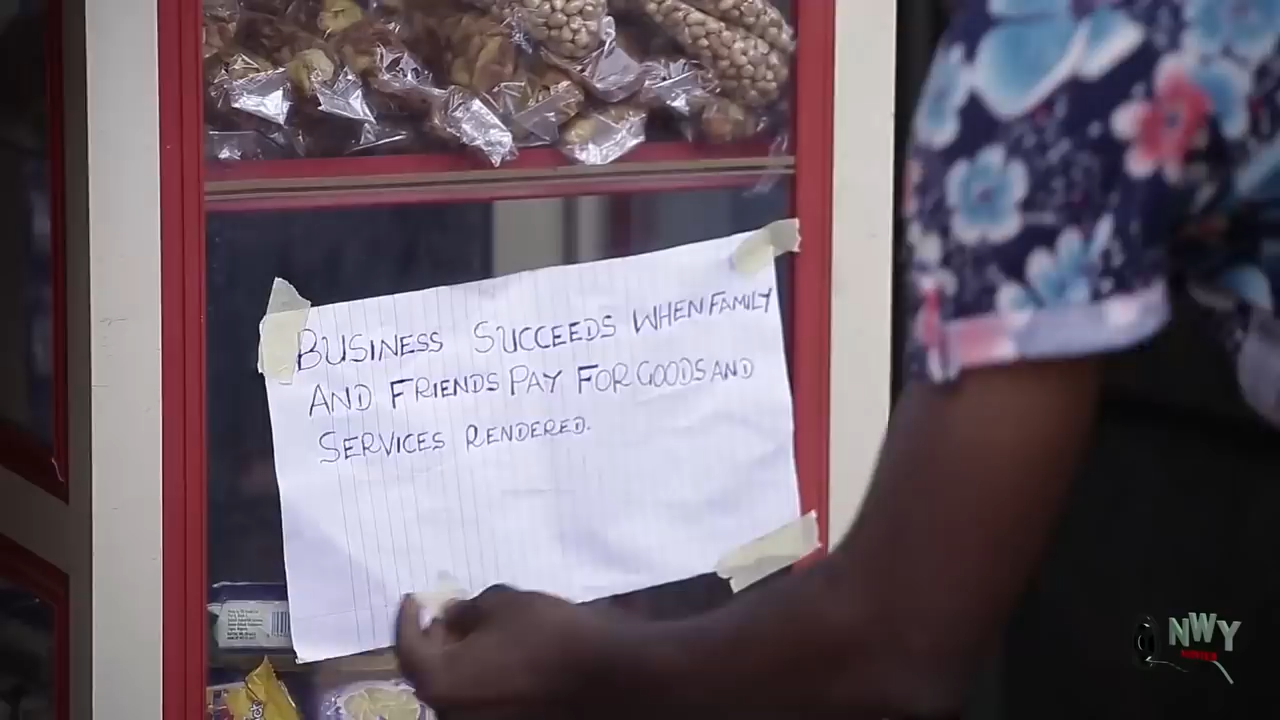 BUSINESS SUCCEEDS WHEN FAMILY
AND FRIENDS PAY FOR GOODS AND
SERVICES RENDERED.
NWY